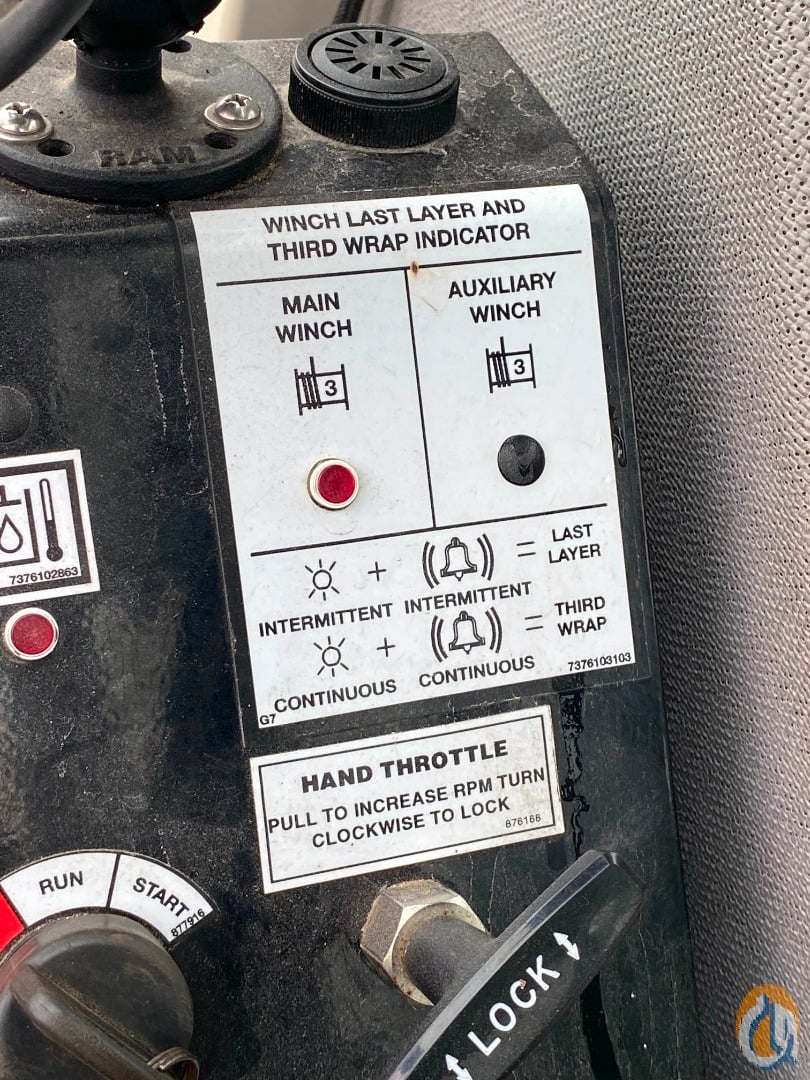 RAM
WINCH LAST LAYER AND
THIRD WRAP INDICATOR
MAIN
WINCH
3
AUXILIARY
WINCH
3
+ = LAST
LAYER
INTERMITTENT INTERMITTENT
+ = THIRD
WRAP
CONTINUOUS CONTINUOUS
G7
7376103103
7376102863
HAND THROTTLE
PULL TO INCREASE RPM TURN
CLOCKWISE TO LOCK
876168
RUN
START
877916
LOCK